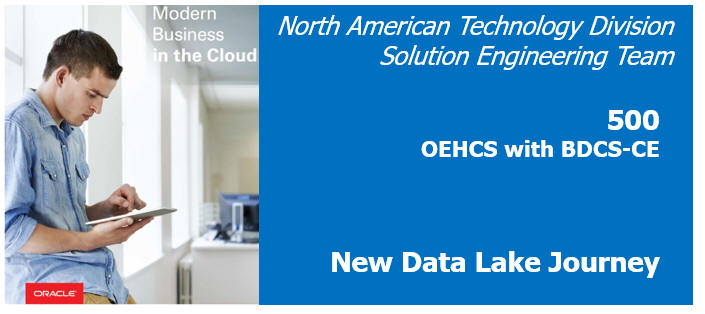 Modern
Business
in the Cloud
North American Technology Division
Solution Engineering Team
500
OEHCS with BDCS-CE
New Data Lake Journey
ORACLE